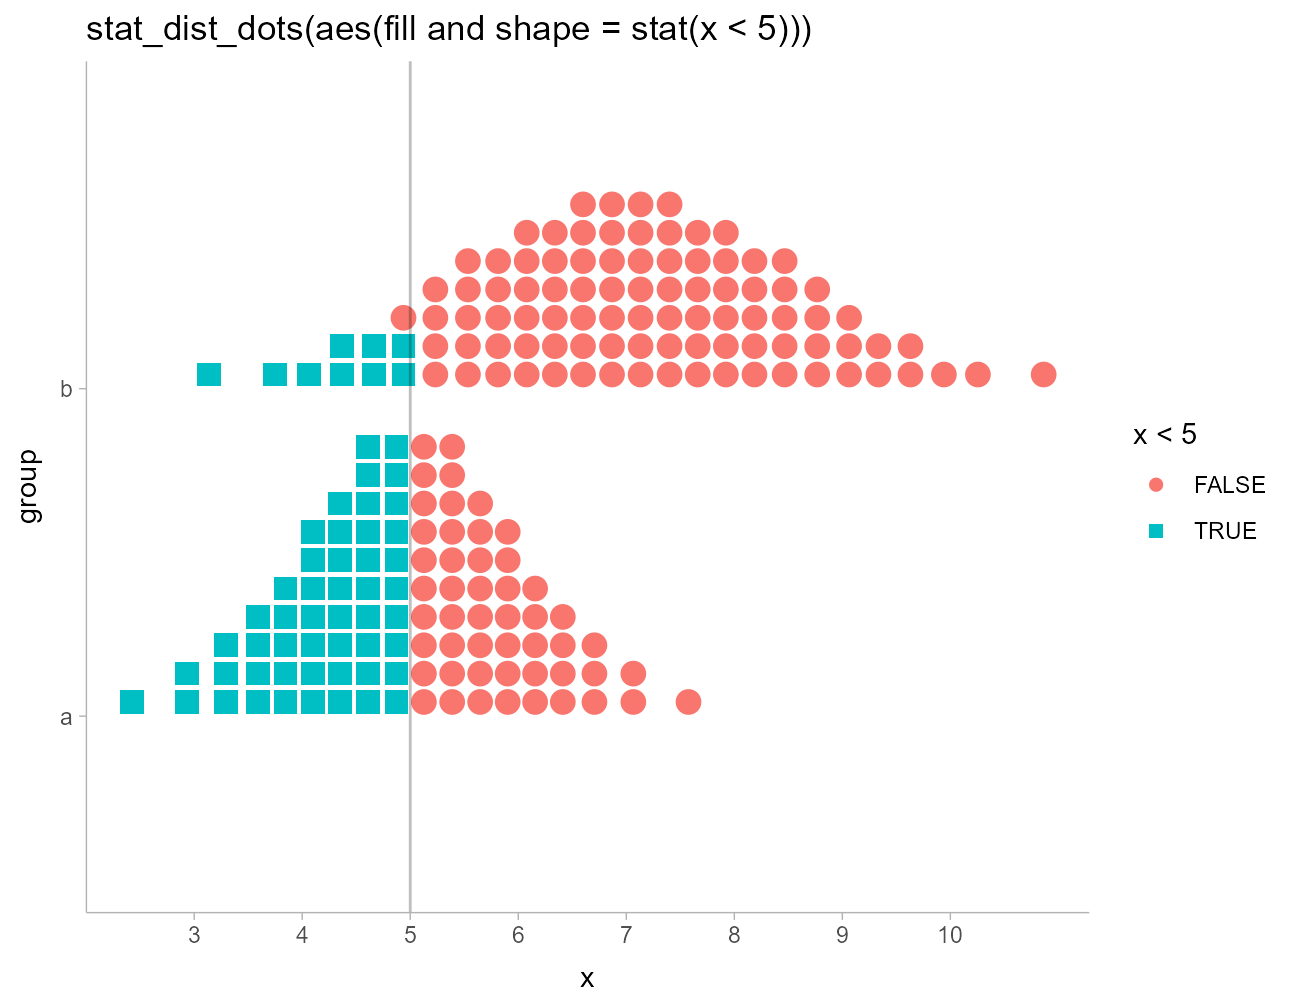 stat_dist_dots(aes(fill and shape = stat(x < 5)))
b
a
group
3 4 5 6 7 8 9 10
x
x < 5
FALSE
TRUE